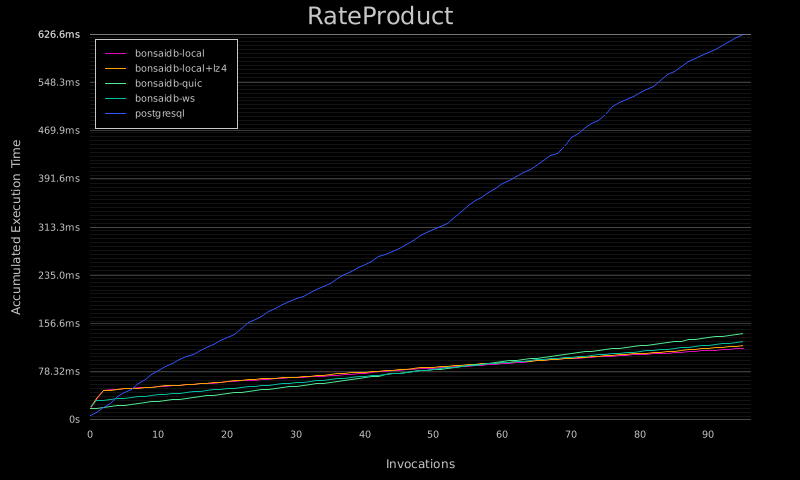 RateProduct
626.6ms
548.3ms
469.9ms
391.6ms
313.3ms
235.0ms
156.6ms
78.32ms
0s
bonsaidb-local
bonsaidb-local+lz4
bonsaidb-quic
bonsaidb-ws
postgresql
Accumulated Execution Time
0 10 20 30 40 50 60 70 80 90
Invocations